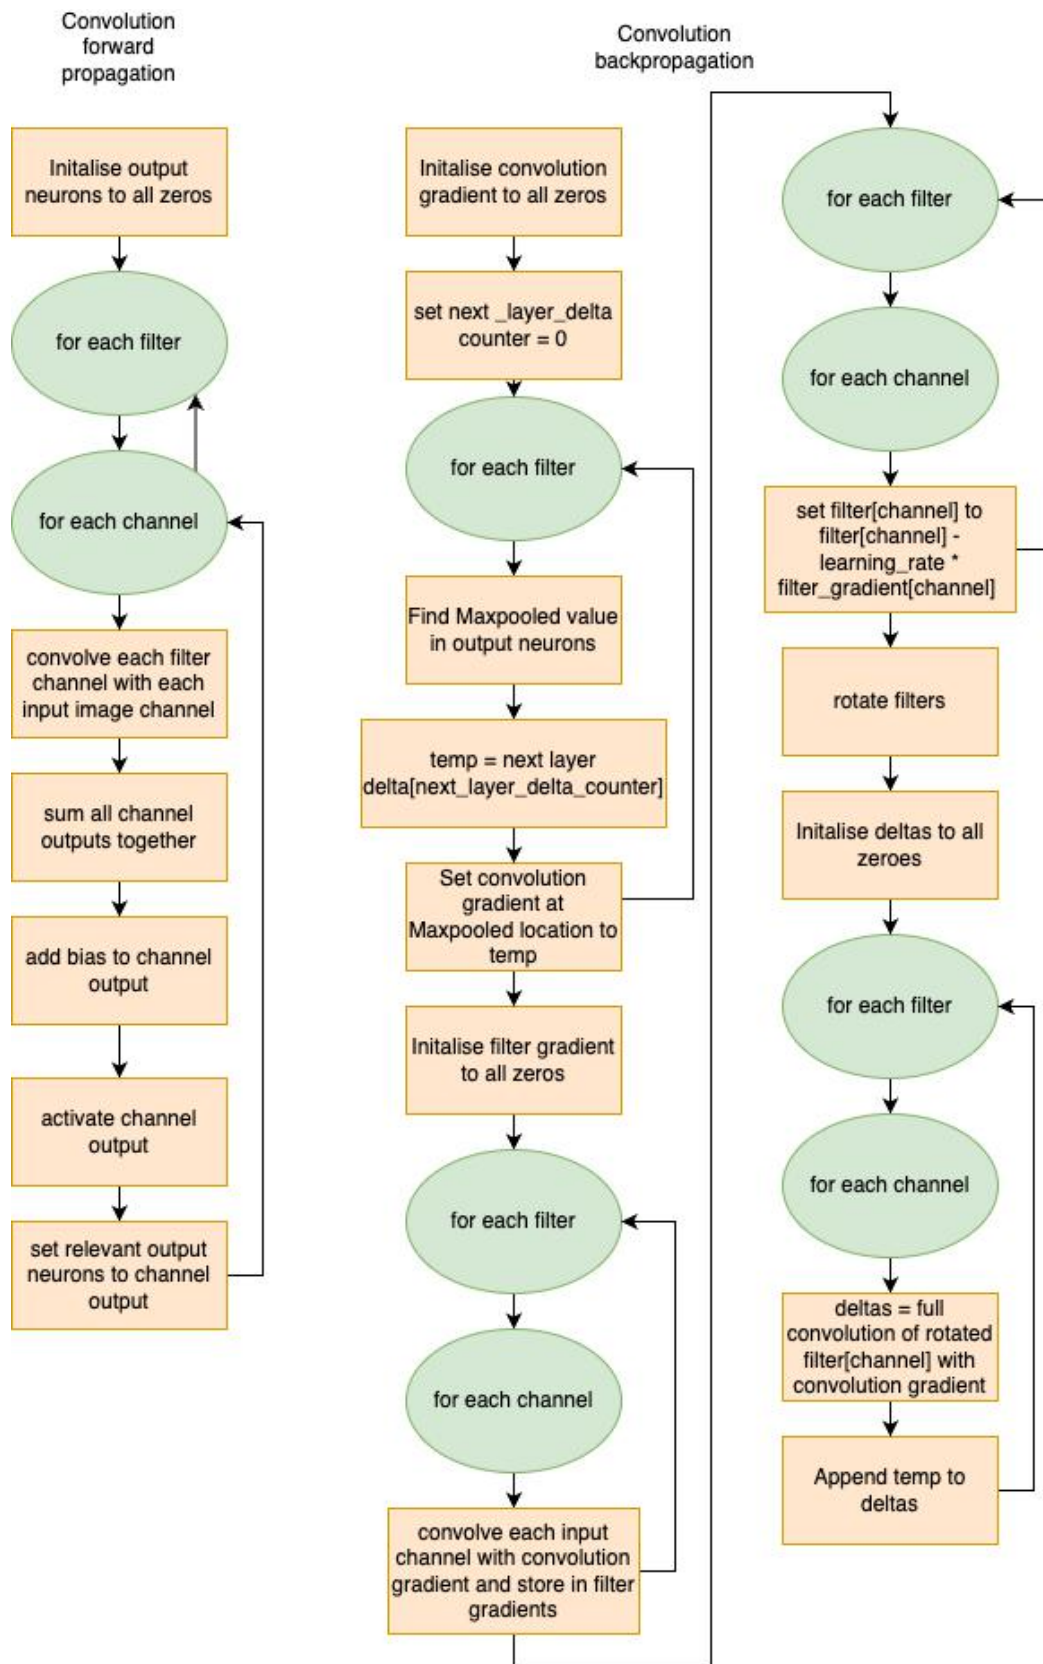 Convolution
forward
propagation
Initalise output
neurons to all zeros
for each filter
for each channel
convolve each filter
channel with each
input image channel
sum all channel
outputs together
add bias to channel
output
activate channel
output
set relevant output
neurons to channel
output
Convolution
backpropagation
Initalise convolution
gradient to all zeros
set next _layer_delta
counter = 0
for each filter
Find Maxpooled value
in output neurons
temp = next layer
delta[next_layer_delta_counter]
Set convolution
gradient at
Maxpooled location to
temp
Initalise filter gradient
to all zeros
for each filter
for each channel
convolve each input
channel with convolution
gradient and store in filter
gradients
for each filter
for each channel
set filter[channel] to
filter[channel] -
learning_rate *
filter_gradient[channel]
rotate filters
Initalise deltas to all
zeroes
for each filter
for each channel
deltas = full
convolution of rotated
filter[channel] with
convolution gradient
Append temp to
deltas